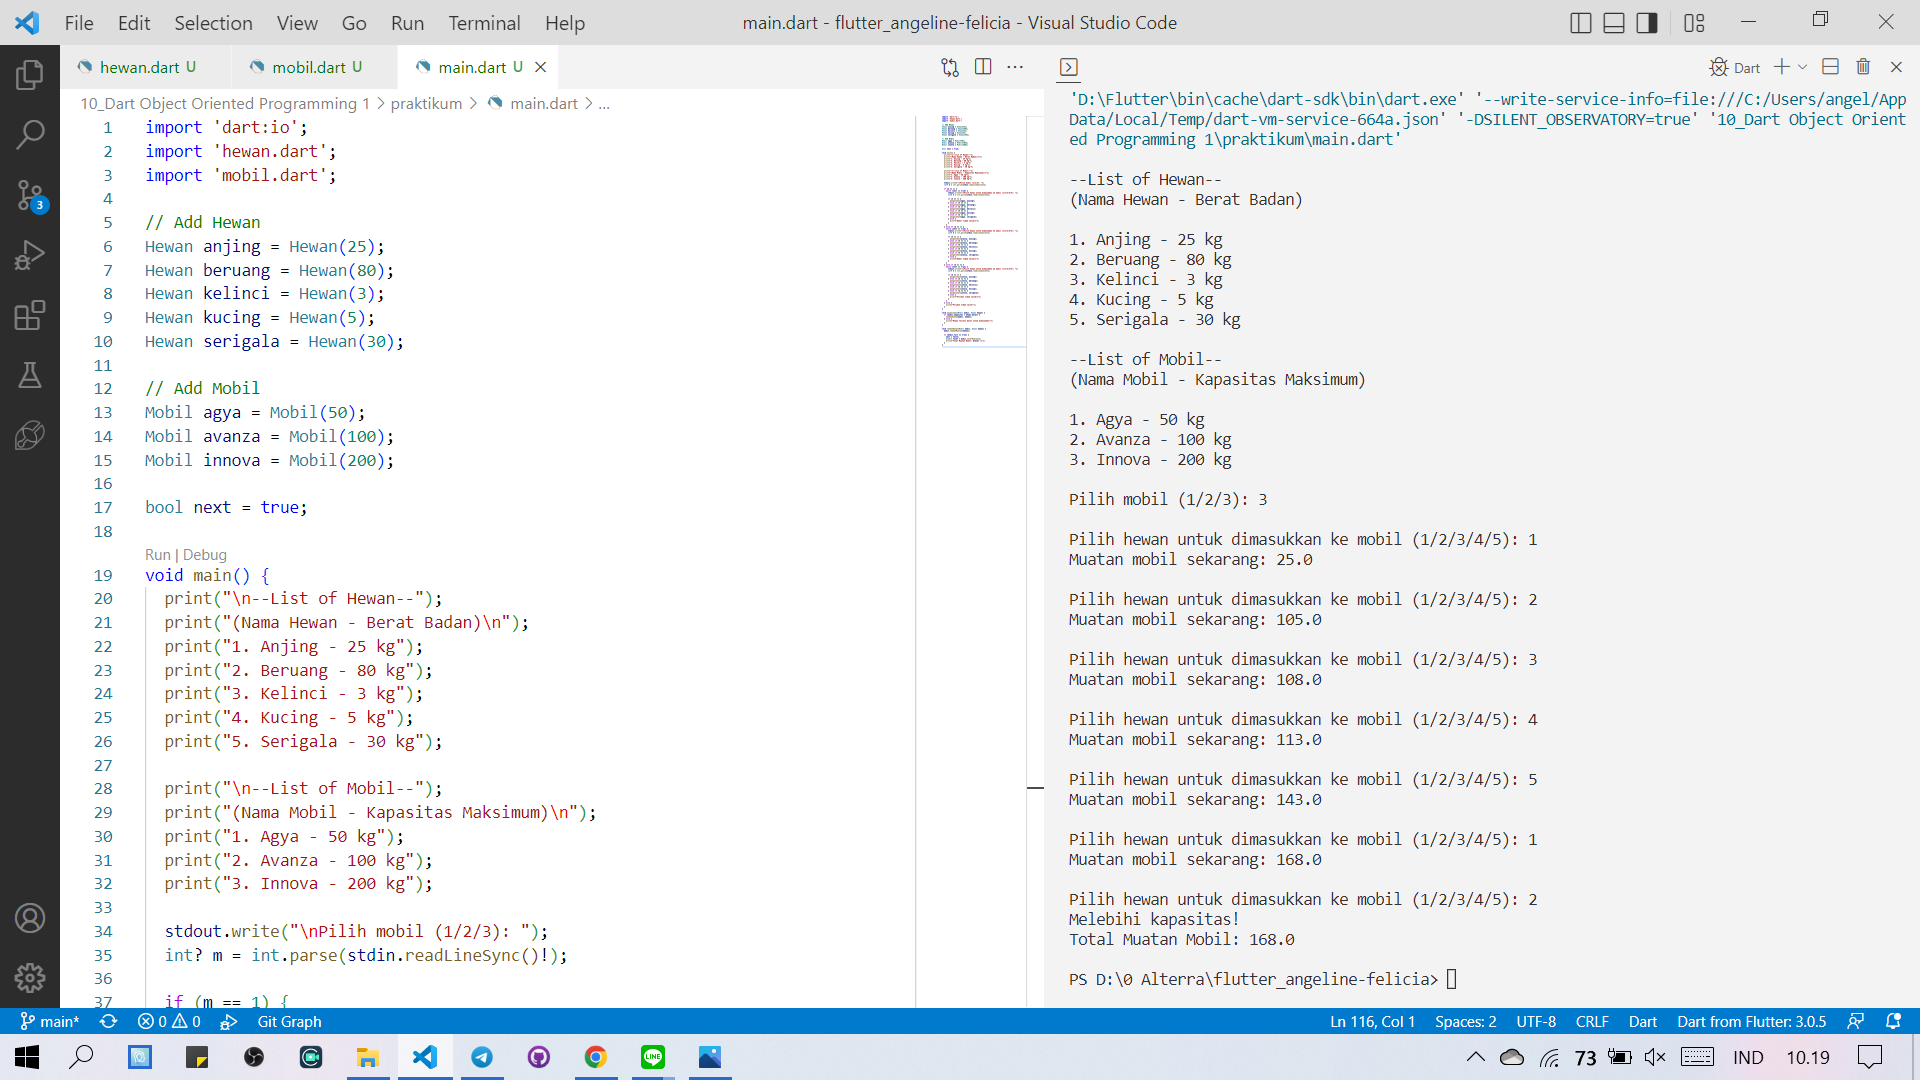 File Edit Selection View Go Run Terminal Help
main.dart - flutter_angeline-felicia - Visual Studio Code
hewan.dart U
mobil.dart U
main.dart U
10_Dart Object Oriented Programming 1 > praktikum > main.dart > ...
1 import 'dart:io';
2 import 'hewan.dart';
3 import 'mobil.dart';
4
5 // Add Hewan
6 Hewan anjing = Hewan(25);
7 Hewan beruang = Hewan(80);
8 Hewan kelinci = Hewan(3);
9 Hewan kucing = Hewan(5);
10 Hewan serigala = Hewan(30);
11
12 // Add Mobil
13 Mobil agya = Mobil(50);
14 Mobil avanza = Mobil(100);
15 Mobil innova = Mobil(200);
16
17 bool next = true;
18
Run | Debug
19 void main() {
20 print("\n--List of Hewan--");
21 print("(Nama Hewan - Berat Badan)\n");
22 print("1. Anjing - 25 kg");
23 print("2. Beruang - 80 kg");
24 print("3. Kelinci - 3 kg");
25 print("4. Kucing - 5 kg");
26 print("5. Serigala - 30 kg");
27
28 print("\n--List of Mobil--");
29 print("(Nama Mobil - Kapasitas Maksimum)\n");
30 print("1. Agya - 50 kg");
31 print("2. Avanza - 100 kg");
32 print("3. Innova - 200 kg");
33
34 stdout.write("\nPilih mobil (1/2/3): ");
35 int? m = int.parse(stdin.readLineSync()!);
36
37 if (m == 1) {
Dart
'D:\Flutter\bin\cache\dart-sdk\bin\dart.exe' '--write-service-info=file:///C:/Users/angel/App
Data/Local/Temp/dart-vm-service-664a.json' '-DSILENT_OBSERVATORY=true' '10_Dart Object Orient
ed Programming 1\praktikum\main.dart'
--List of Hewan--
(Nama Hewan - Berat Badan)
1. Anjing - 25 kg
2. Beruang - 80 kg
3. Kelinci - 3 kg
4. Kucing - 5 kg
5. Serigala - 30 kg
--List of Mobil--
(Nama Mobil - Kapasitas Maksimum)
1. Agya - 50 kg
2. Avanza - 100 kg
3. Innova - 200 kg
Pilih mobil (1/2/3): 3
Pilih hewan untuk dimasukkan ke mobil (1/2/3/4/5): 1
Muatan mobil sekarang: 25.0
Pilih hewan untuk dimasukkan ke mobil (1/2/3/4/5): 2
Muatan mobil sekarang: 105.0
Pilih hewan untuk dimasukkan ke mobil (1/2/3/4/5): 3
Muatan mobil sekarang: 108.0
Pilih hewan untuk dimasukkan ke mobil (1/2/3/4/5): 4
Muatan mobil sekarang: 113.0
Pilih hewan untuk dimasukkan ke mobil (1/2/3/4/5): 5
Muatan mobil sekarang: 143.0
Pilih hewan untuk dimasukkan ke mobil (1/2/3/4/5): 1
Muatan mobil sekarang: 168.0
Pilih hewan untuk dimasukkan ke mobil (1/2/3/4/5): 2
Melebihi kapasitas!
Total Muatan Mobil: 168.0
PS D:\0 Alterra\flutter_angeline-felicia>
3
main* 0 0 Git Graph
Ln 116, Col 1 Spaces: 2 UTF-8 CRLF Dart Dart from Flutter: 3.0.5
LINE
73 IND 10.19